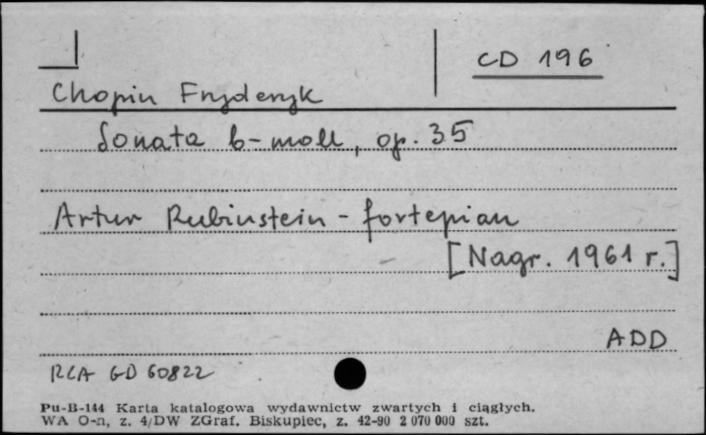 CD 196
Chopin Fryderyk
Sonata b-moll, op. 35
Artur Rubinstein - fortepian
[Nagr. 1961 r.]
ADD
RCA GD 60822
Pu-B-144 Karta katalogowa wydawnictw zwartych i ciągłych.
WA O-n, z. 4/DW ZGraf. Biskupiec, z. 42-90 2 070 000 szt.